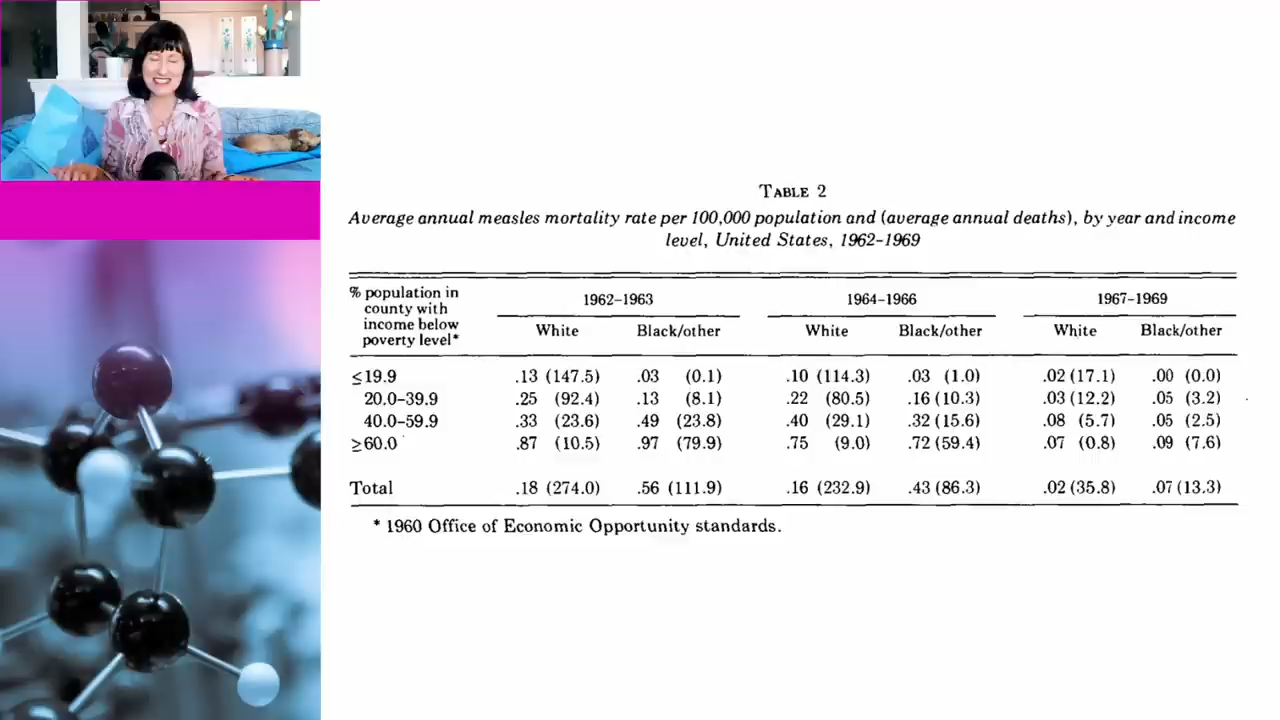 TABLE 2
Average annual measles mortality rate per 100,000 population and (average annual deaths), by year and income
level, United States, 1962–1969
% population in
county with
income below
poverty level*
1962–1963 1964–1966 1967–1969
White Black/other White Black/other White Black/other
≤19.9 .13 (147.5) .03 (0.1) .10 (114.3) .03 (1.0) .02 (17.1) .00 (0.0)
20.0–39.9 .25 (92.4) .13 (8.1) .22 (80.5) .16 (10.3) .03 (12.2) .05 (3.2)
40.0–59.9 .33 (23.6) .49 (23.8) .40 (29.1) .32 (15.6) .08 (5.7) .05 (2.5)
≥60.0 .87 (10.5) .97 (79.9) .75 (9.0) .72 (59.4) .07 (0.8) .09 (7.6)
Total .18 (274.0) .56 (111.9) .16 (232.9) .43 (86.3) .02 (35.8) .07 (13.3)
* 1960 Office of Economic Opportunity standards.